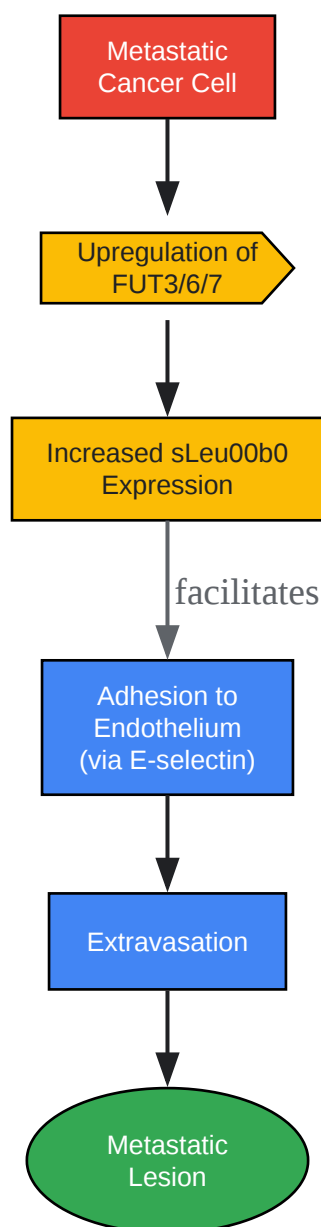 Metastatic
Cancer Cell
Upregulation of
FUT3/6/7
Increased sLeu00b0
Expression
facilitates
Adhesion to
Endothelium
(via E-selectin)
Extravasation
Metastatic
Lesion